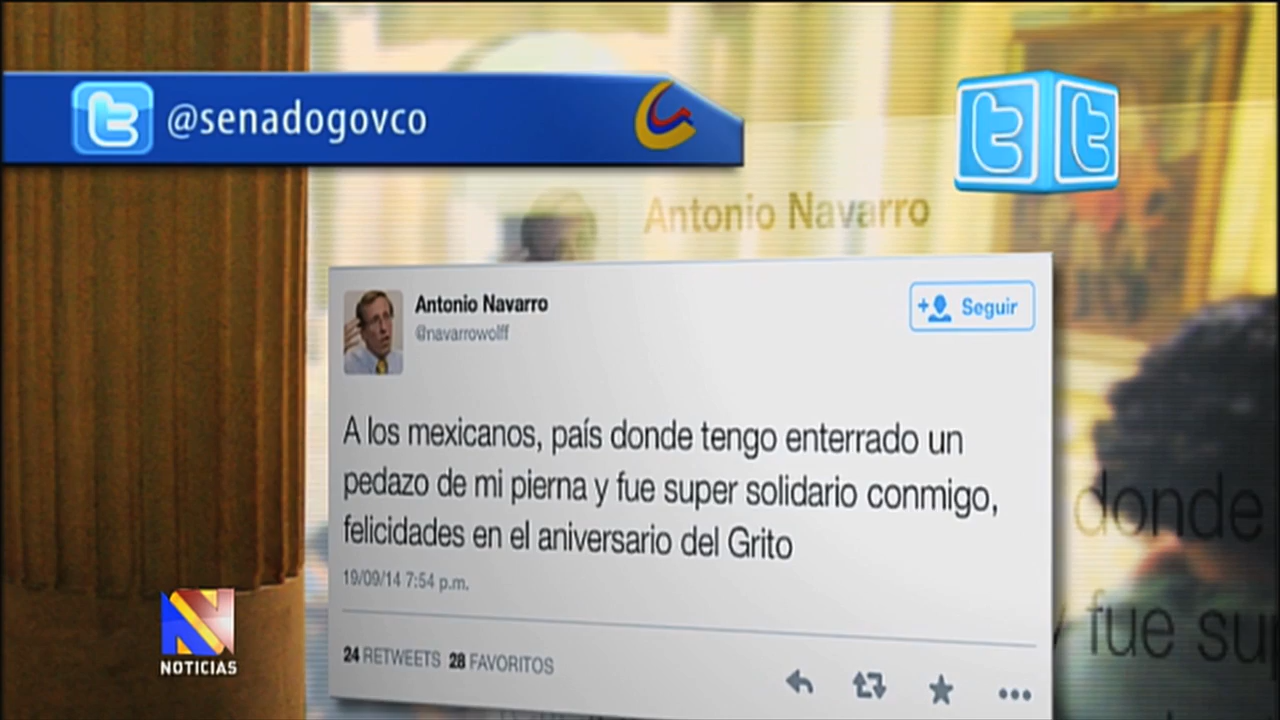 @senadogovco
Antonio Navarro
Antonio Navarro
@navarrowolff
Seguir
A los mexicanos, país donde tengo enterrado un
pedazo de mi pierna y fue super solidario conmigo,
felicidades en el aniversario del Grito
19/09/14 7:54 p.m.
24 RETWEETS 28 FAVORITOS
donde
y fue su
NOTICIAS